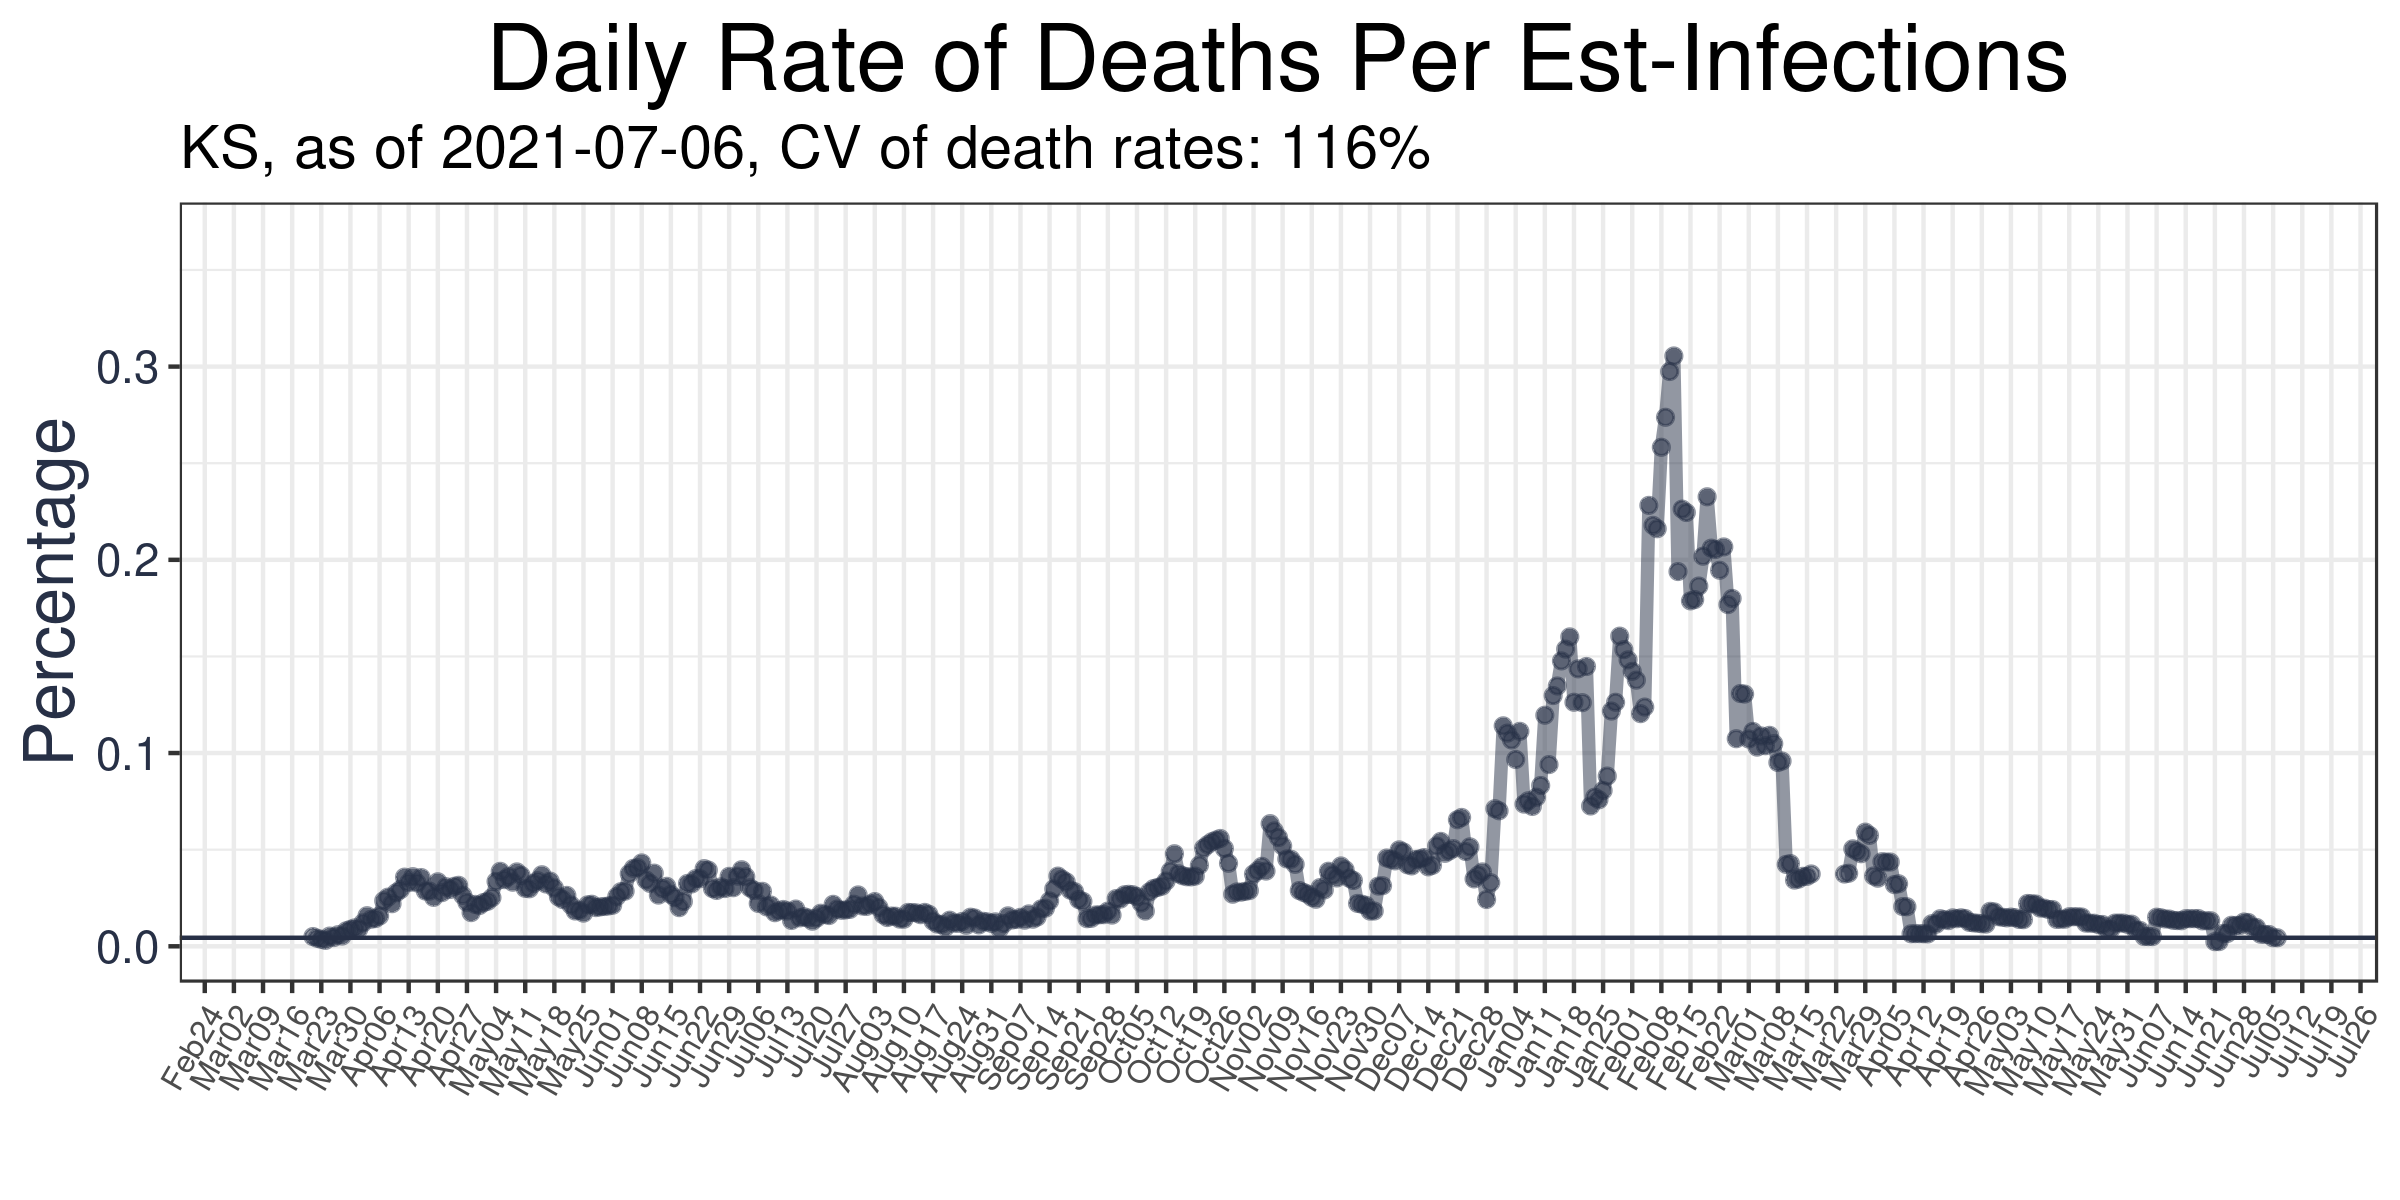 Daily Rate of Deaths Per Est-Infections
KS, as of 2021-07-06, CV of death rates: 116%
Percentage
0.3
0.2
0.1
0.0
Feb24
Mar02
Mar09
Mar16
Mar23
Mar30
Apr06
Apr13
Apr20
Apr27
May04
May11
May18
May25
Jun01
Jun08
Jun15
Jun22
Jun29
Jul06
Jul13
Jul20
Jul27
Aug03
Aug10
Aug17
Aug24
Aug31
Sep07
Sep14
Sep21
Sep28
Oct05
Oct12
Oct19
Oct26
Nov02
Nov09
Nov16
Nov23
Nov30
Dec07
Dec14
Dec21
Dec28
Jan04
Jan11
Jan18
Jan25
Feb01
Feb08
Feb15
Feb22
Mar01
Mar08
Mar15
Mar22
Mar29
Apr05
Apr12
Apr19
Apr26
May03
May10
May17
May24
May31
Jun07
Jun14
Jun21
Jun28
Jul05
Jul12
Jul19
Jul26